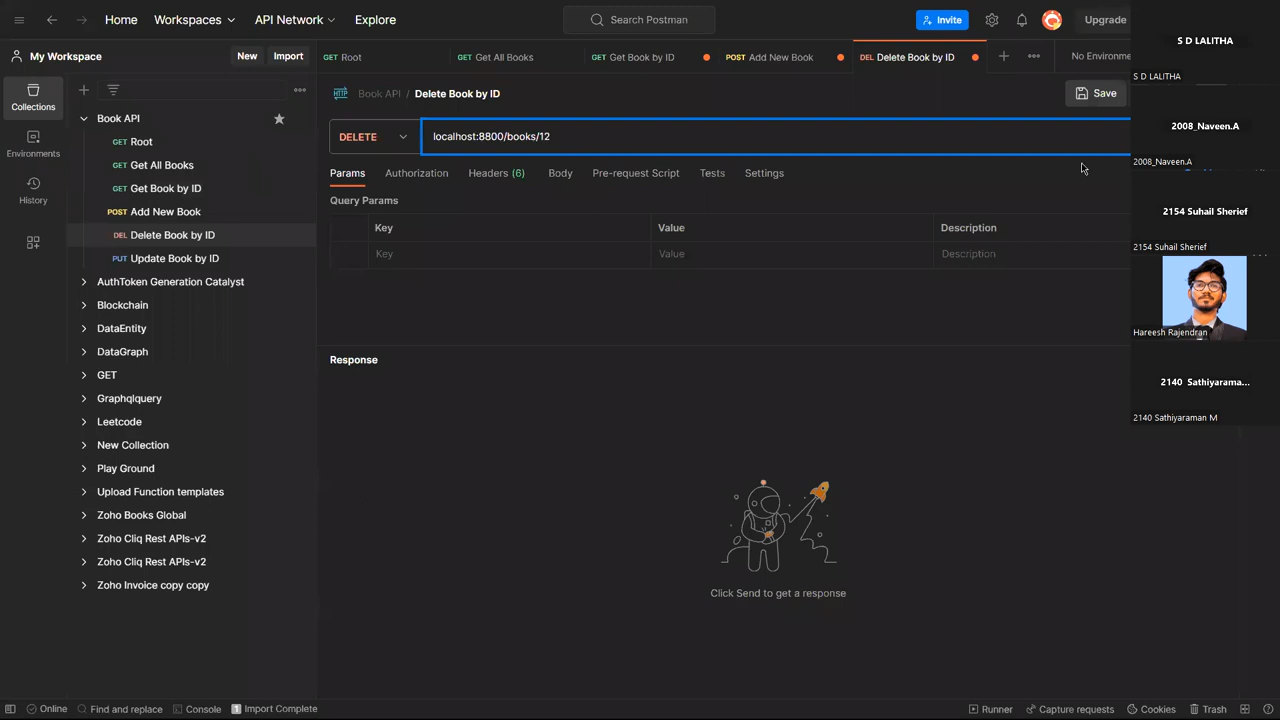 Home Workspaces API Network Explore Search Postman Invite Upgrade
My Workspace New Import GET Root GET Get All Books GET Get Book by ID POST Add New Book DEL Delete Book by ID No Environme
Collections
Environments
History
Book API
GET Root
GET Get All Books
GET Get Book by ID
POST Add New Book
DEL Delete Book by ID
PUT Update Book by ID
AuthToken Generation Catalyst
Blockchain
DataEntity
DataGraph
GET
Graphqlquery
Leetcode
New Collection
Play Ground
Upload Function templates
Zoho Books Global
Zoho Cliq Rest APIs-v2
Zoho Cliq Rest APIs-v2
Zoho Invoice copy copy
HTTP Book API / Delete Book by ID Save
DELETE localhost:8800/books/12
Params Authorization Headers (6) Body Pre-request Script Tests Settings
Query Params
Key Value Description
Key Value Description
Response
Click Send to get a response
S D LALITHA
S D LALITHA
2008_Naveen.A
2008_Naveen.A
2154 Suhail Sherief
2154 Suhail Sherief
Hareesh Rajendran
2140 Sathiyarama...
2140 Sathiyaraman M
Online Find and replace Console 1 Import Complete Runner Capture requests Cookies Trash